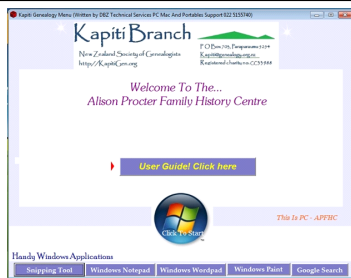 Kapiti Genealogy Menu (Written by DBZ Technical Services PC Mac And Portables Support 022 5155740)
Kapiti Branch
New Zealand Society of Genealogists
http://KapitiGen.org
P O Box 705, Paraparaumu 5254
Kapiti@genealogy.org.nz
Registered charity no. CC53988
Welcome To The...
Alison Procter Family History Centre
User Guide! Click here
Click To Start
This Is PC - APFHC
Handy Windows Applications
Snipping Tool
Windows Notepad
Windows Wordpad
Windows Paint
Google Search